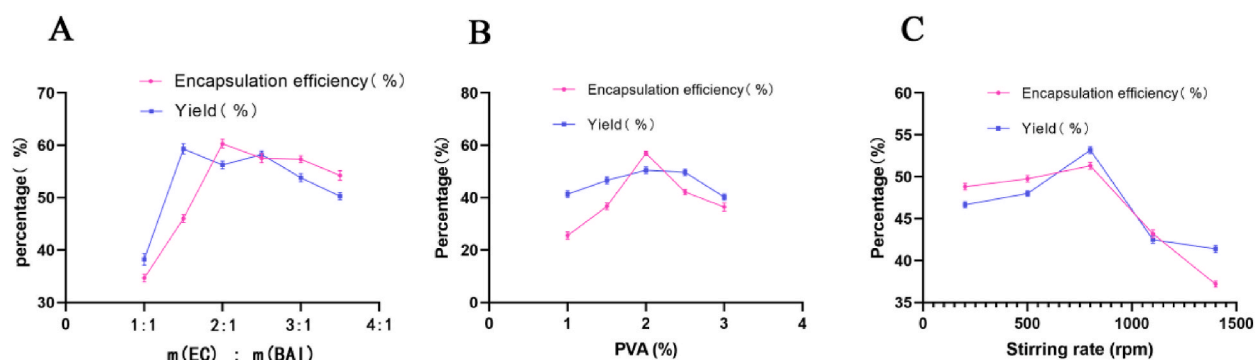 A
Encapsulation efficiency( %)
Yield( %)
percentage( %)
70
60
50
40
30
0
1:1
2:1
3:1
4:1
m(EC) : m(BAI)
B
Encapsulation efficiency( %)
Yield( %)
Percentage( %)
80
60
40
20
0
0
1
2
3
4
PVA(%)
C
Encapsulation efficiency( %)
Yield( %)
Percentage(%)
60
55
50
45
40
35
0
500
1000
1500
Stirring rate (rpm)